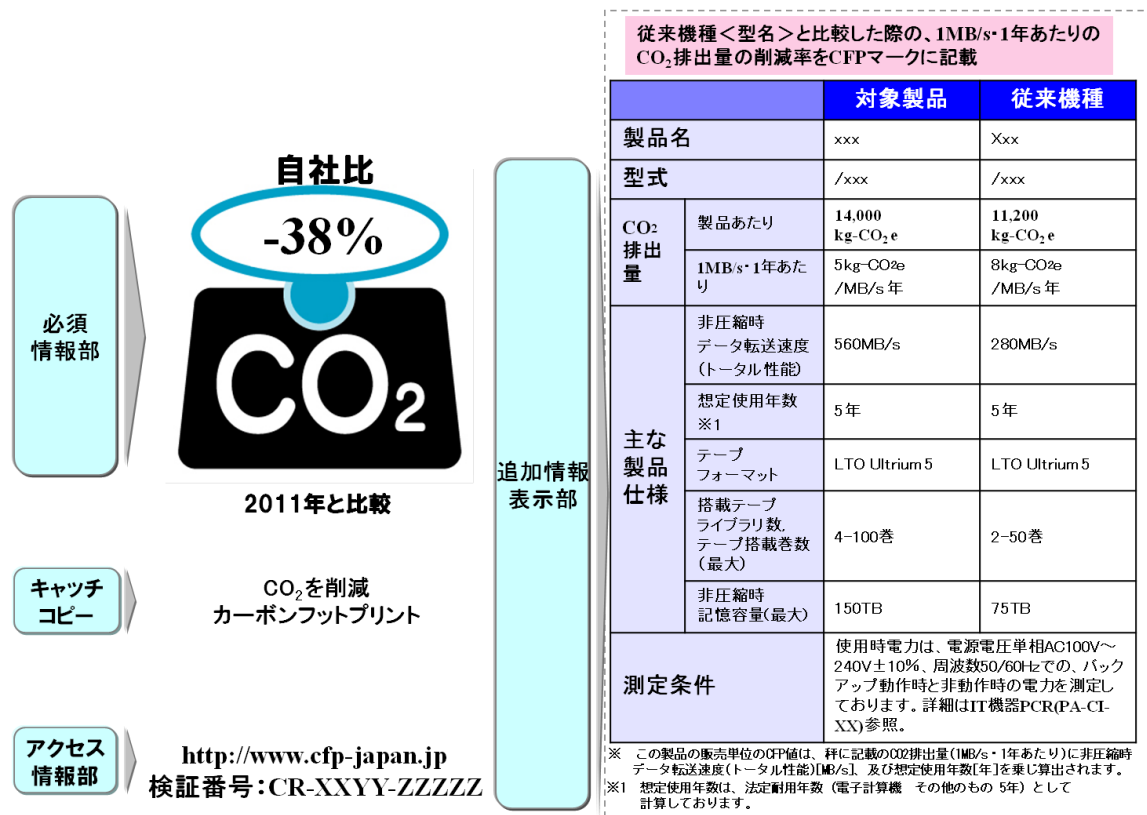 従来機種＜型名＞と比較した際の、1MB/s・1年あたりの
CO₂排出量の削減率をCFPマークに記載
対象製品 従来機種
製品名 xxx Xxx
型式 /xxx /xxx
CO₂
排出
量
製品あたり
14,000
kg-CO₂e
11,200
kg-CO₂e
1MB/s・1年あた
り
5kg-CO2e
/MB/s年
8kg-CO2e
/MB/s年
主な
製品
仕様
非圧縮時
データ転送速度
(トータル性能)
560MB/s 280MB/s
想定使用年数
※1
5年 5年
テープ
フォーマット
LTO Ultrium5 LTO Ultrium5
搭載テープ
ライブラリ数,
テープ搭載巻数
(最大)
4-100巻 2-50巻
非圧縮時
記憶容量(最大)
150TB 75TB
測定条件
使用時電力は、電源電圧単相AC100V～
240V±10%、周波数50/60Hzでの、バック
アップ動作時と非動作時の電力を測定し
ております。詳細はIT機器PCR(PA-CI-
XX)参照。
※ この製品の販売単位のCFP値は、秤に記載のCO2排出量(1MB/s・1年あたり)に非圧縮時
データ転送速度(トータル性能)[MB/s]、及び想定使用年数[年]を乗じ算出されます。
※1 想定使用年数は、法定耐用年数（電子計算機 その他のもの 5年）として
計算しております。
必須
情報部
自社比
-38%
CO₂
2011年と比較
追加情報
表示部
キャッチ
コピー
CO₂を削減
カーボンフットプリント
アクセス
情報部
http://www.cfp-japan.jp
検証番号：CR-XXYY-ZZZZZ